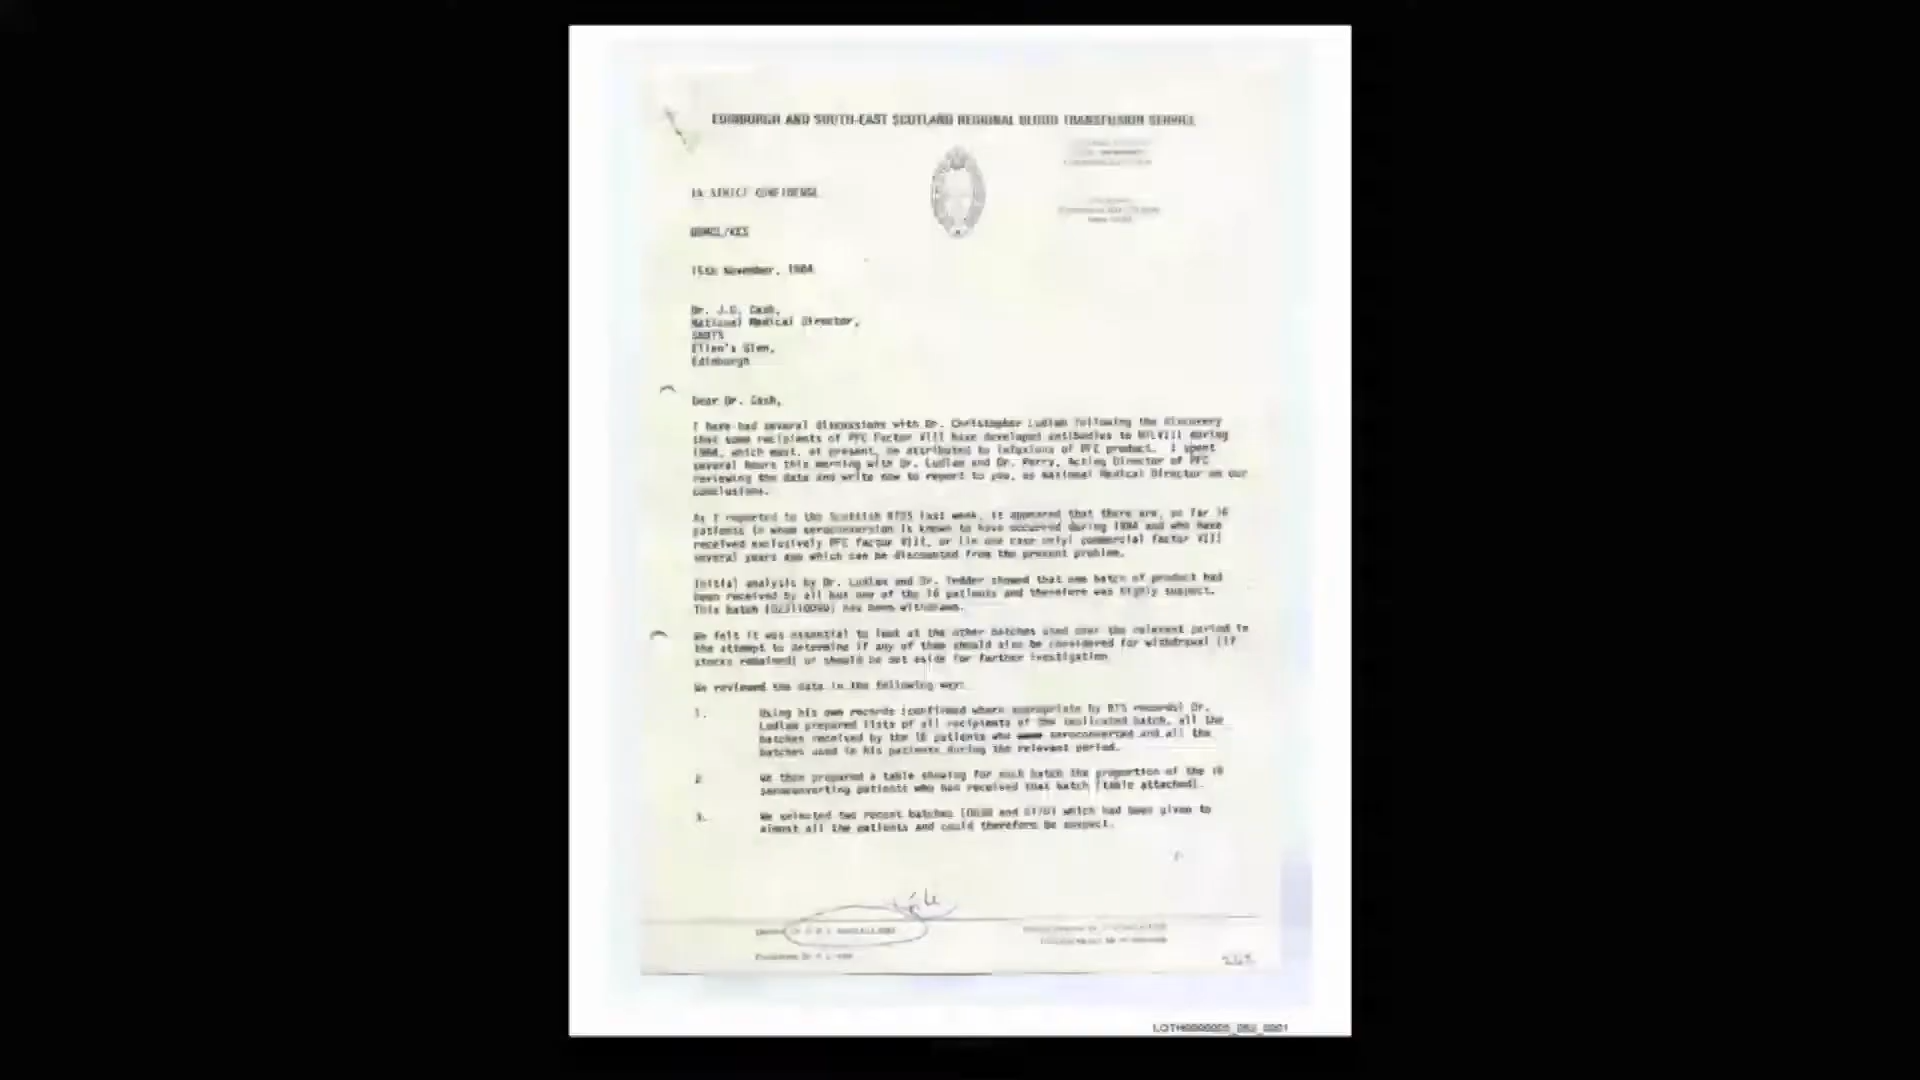 EDINBURGH AND SOUTH-EAST SCOTLAND REGIONAL BLOOD TRANSFUSION SERVICE
IN STRICT CONFIDENCE
15th November, 1984
Dr. J.D. Cash,
National Medical Director,
SNBTS
Ellen's Glen,
Edinburgh
Dear Dr. Cash,
I have had several discussions with Dr. Christopher Ludlam following the discovery
that some recipients of PFC Factor VIII have developed antibodies to HTLVIII during
1984, which must, at present, be attributed to infusions of PFC product. I spent
several hours this morning with Dr. Ludlam and Dr. Perry, Acting Director of PFC
reviewing the data and write now to report to you, as National Medical Director on our
conclusions.
As I reported to the Scottish last week, it appeared that there are, so far 16
patients in whom seroconversion is known to have occurred during 1984 and who have
received exclusively PFC factor VIII, or (in one case only) commercial factor VIII
several years ago which can be discounted from the present problem.
Initial analysis by Dr. Ludlam and Dr. Tedder showed that one batch of product had
been received by all but one of the 16 patients and therefore was highly suspect.
This batch has been withdrawn.
We felt it was essential to look at the other batches used over the relevant period in
the attempt to determine if any of them should also be considered for withdrawal (if
stocks remained) or should be set aside for further investigation
We reviewed the data in the following way:
1. Using his own records (confirmed where appropriate by BTS records) Dr.
Ludlam prepared lists of all recipients of the implicated batch, all the
batches received by the 16 patients who seroconverted and all the
batches used in his patients during the relevant period.
2 We then prepared a table showing for each batch the proportion of the 16
seroconverting patients who had received that batch (table attached).
3. We selected two recent batches and which had been given to
almost all the patients and could therefore be suspect.